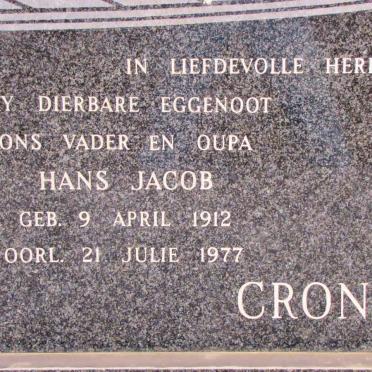 IN LIEFDEVOLLE HERI
Y DIERBARE EGGENOOT
ONS VADER EN OUPA
HANS JACOB
GEB. 9 APRIL 1912
OORL. 21 JULIE 1977
CRON